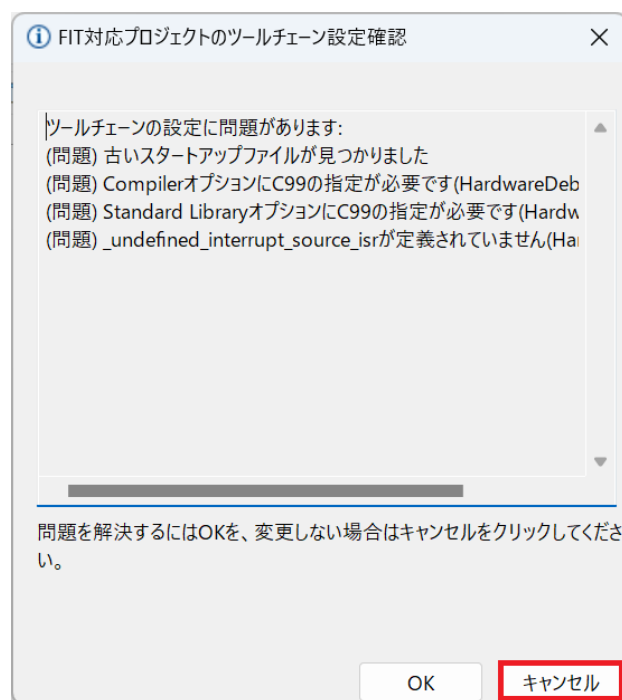 FIT対応プロジェクトのツールチェーン設定確認
ツールチェーンの設定に問題があります:
(問題) 古いスタートアップファイルが見つかりました
(問題) CompilerオプションにC99の指定が必要です(HardwareDeb
(問題) Standard LibraryオプションにC99の指定が必要です(Hardw
(問題) _undefined_interrupt_source_isrが定義されていません(Har
問題を解決するにはOKを、変更しない場合はキャンセルをクリックしてくださ
い。
OK
キャンセル